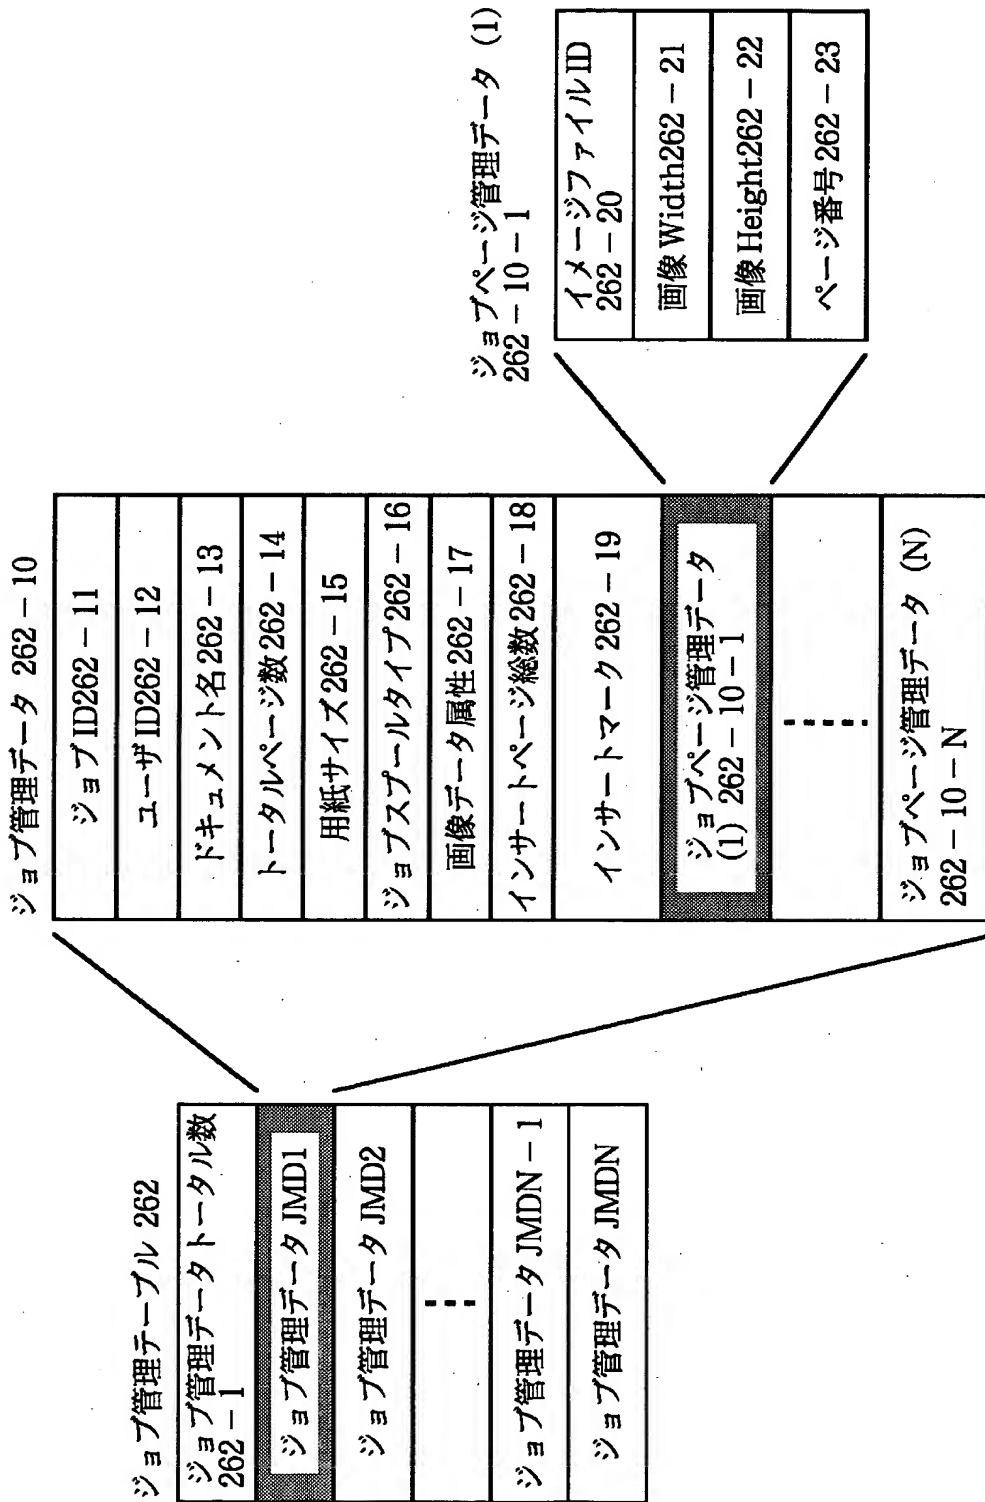 ジョブ管理テーブル 262
ジョブ管理データトータル数
262－1
ジョブ管理データ JMD1
ジョブ管理データ JMD2
ジョブ管理データ JMDN－1
ジョブ管理データ JMDN
ジョブ管理データ 262－10
ジョブID262－11
ユーザID262－12
ドキュメント名262－13
トータルページ数262－14
用紙サイズ262－15
ジョブスプールタイプ262－16
画像データ属性262－17
インサートページ総数262－18
インサートマーク262－19
ジョブページ管理データ
(1) 262－10－1
ジョブページ管理データ (N)
262－10－N
ジョブページ管理データ (1)
262－10－1
イメージファイルID
262－20
画像Width262－21
画像Height262－22
ページ番号262－23